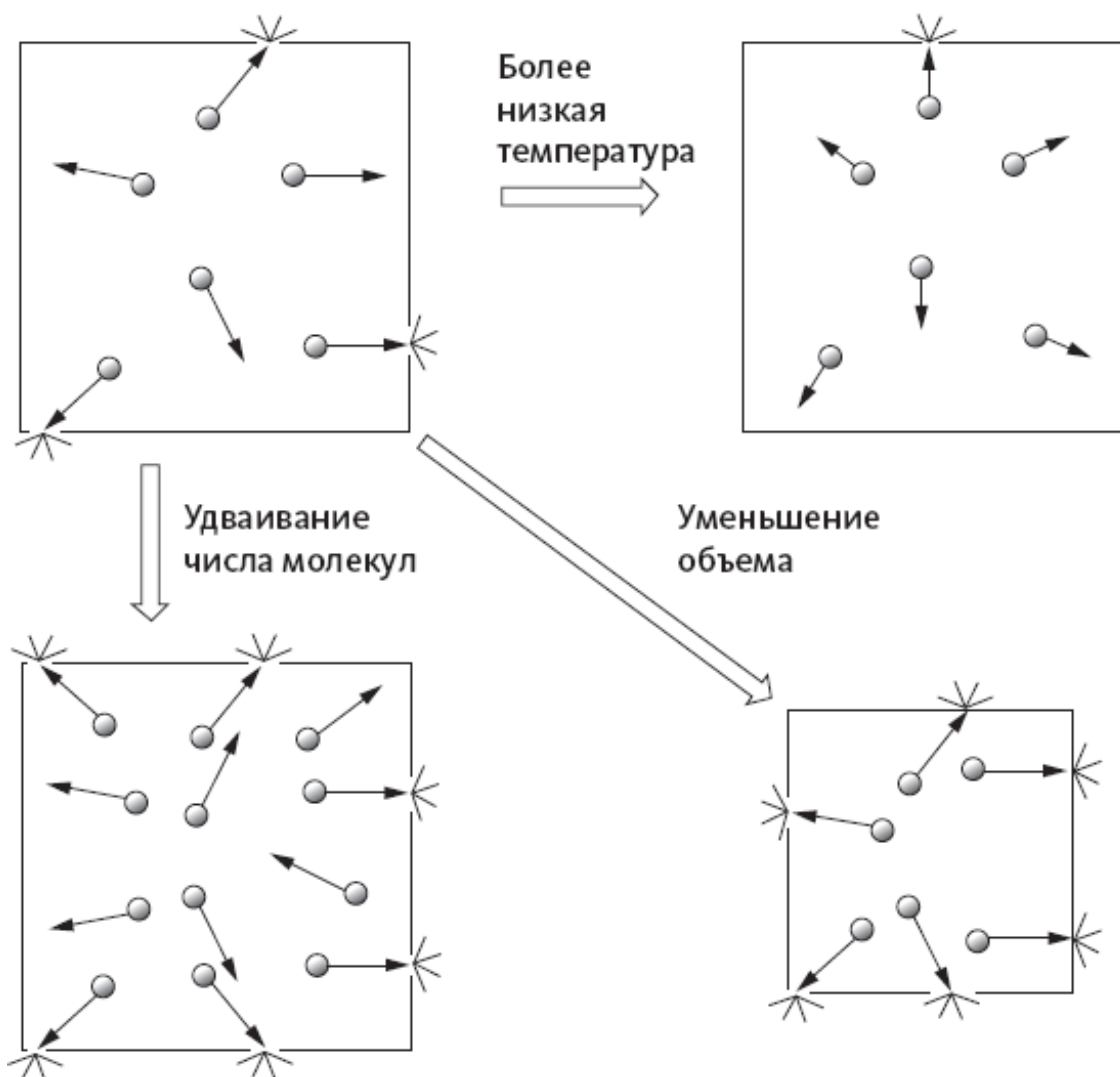 Более
низкая
температура
Удваивание
числа молекул
Уменьшение
объема